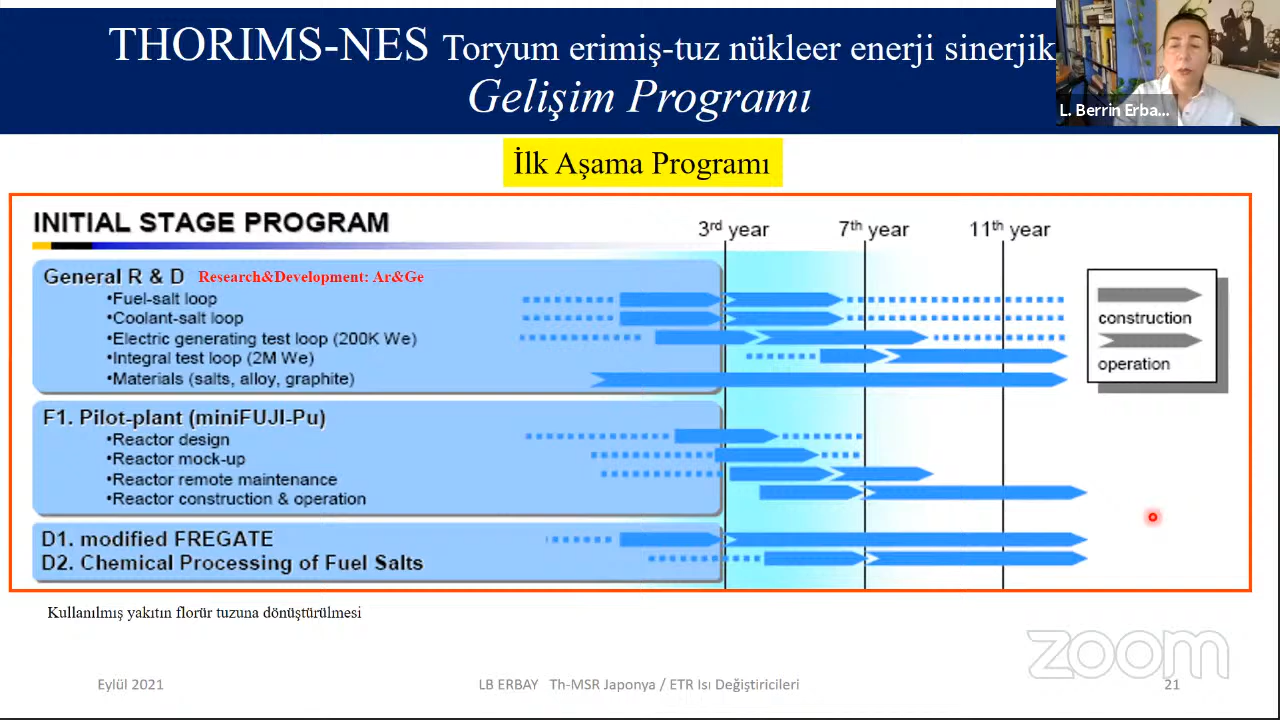 THORIMS-NES Toryum erimiş-tuz nükleer enerji sinerjik
Gelişim Programı
L. Berrin Erba...
İlk Aşama Programı
INITIAL STAGE PROGRAM
3rd year
7th year
11th year
General R & D Research&Development: Ar&Ge
•Fuel-salt loop
•Coolant-salt loop
•Electric generating test loop (200K We)
•Integral test loop (2M We)
•Materials (salts, alloy, graphite)
construction
operation
F1. Pilot-plant (miniFUJI-Pu)
•Reactor design
•Reactor mock-up
•Reactor remote maintenance
•Reactor construction & operation
D1. modified FREGATE
D2. Chemical Processing of Fuel Salts
Kullanılmış yakıtın florür tuzuna dönüştürülmesi
zoom
Eylül 2021
LB ERBAY Th-MSR Japonya / ETR Isı Değiştiricileri
21